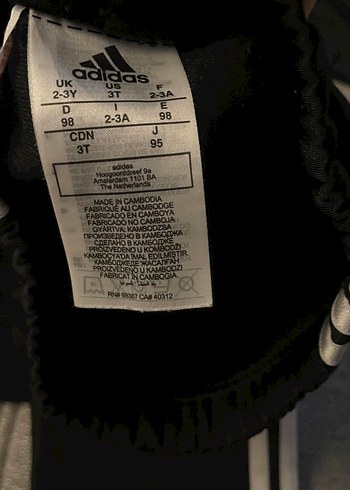 adidas
UK US F
2-3Y 3T 2-3A
D I E
98 2-3A 98
CDN J
3T 95
adidas
Hoogoorddreef 9a
Amsterdam 1101 BA
The Netherlands
MADE IN CAMBODIA
FABRIQUÉ AU CAMBODGE
FABRICADO EN CAMBOYA
FABRICADO NO CAMBOJA
GYÁRTVA: KAMBODZSA
ПРОИЗВЕДЕНО В КАМБОДЖА
СДЕЛАНО В КАМБОДЖЕ
PROIZVEDENO U KAMBODŽI
KAMBOÇYA'DA İMAL EDİLMİŞTİR.
КАМБОДЖЕДЕ ЖАСАЛҒАН
PROIZVEDENO U KAMBODŽI
FABRICAT IN CAMBOGIA
RN# 88387 CA# 40312